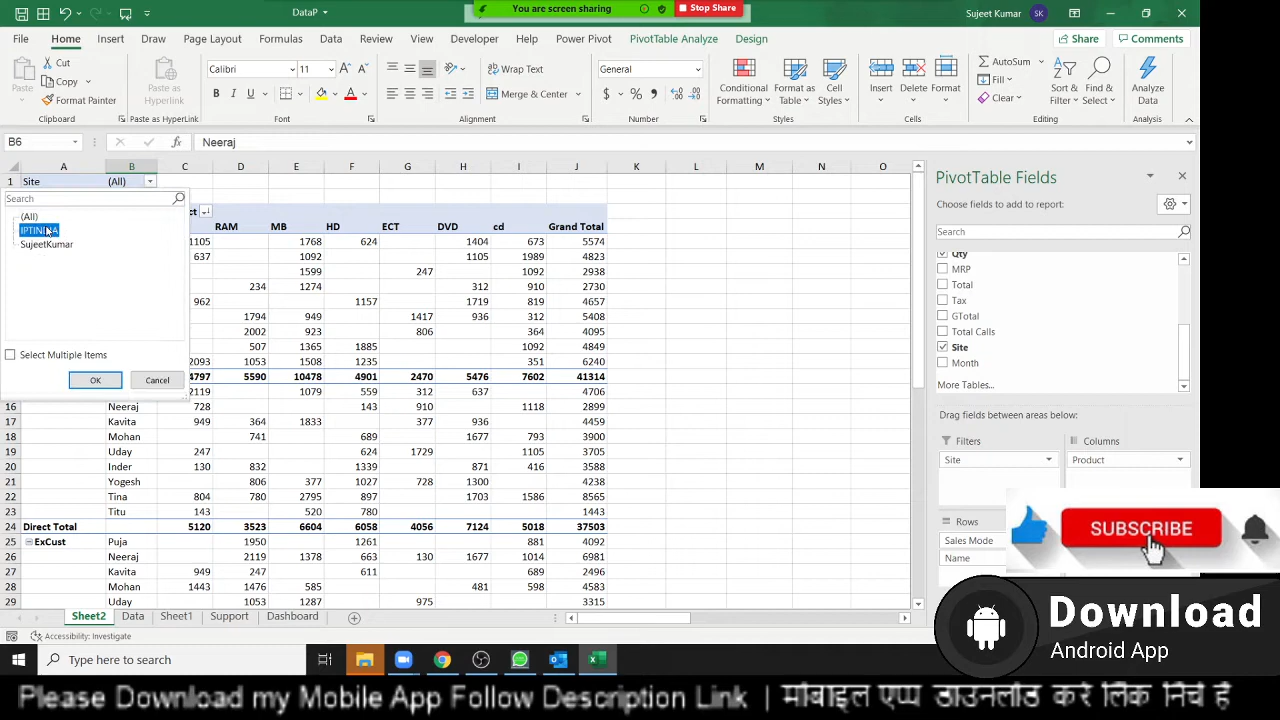 DataP
You are screen sharing
Stop Share
Sujeet Kumar SK
File Home Insert Draw Page Layout Formulas Data Review View Developer Help Power Pivot PivotTable Analyze Design Share Comments
Paste Cut Copy Format Painter Clipboard
Paste as Hyperlink Paste as Hyperlink
Calibri 11 B I U A Font
Wrap Text Merge & Center Alignment
General $ % Number
Conditional Formatting Format as Table Cell Styles Styles
Insert Delete Format Cells
AutoSum Fill Clear Sort & Filter Find & Select Editing
Analyze Data Analysis
B6 fx Neeraj
A B C D E F G H I J K L M N O
1 Site (All)
Search
(All)
SujeetKumar
Select Multiple Items
OK Cancel
RAM MB HD ECT DVD cd Grand Total
1105 1768 624 1404 673 5574
637 1092 1105 1989 4823
1599 247 1092 2938
234 1274 312 910 2730
962 1157 1719 819 4657
1794 949 1417 936 312 5408
2002 923 806 364 4095
507 1365 1885 1092 4849
2093 1053 1508 1235 351 6240
4797 5590 10478 4901 2470 5476 7602 41314
2119 1079 559 312 637 4706
16 Neeraj 728 143 910 1118 2899
17 Kavita 949 364 1833 377 936 4459
18 Mohan 741 689 1677 793 3900
19 Uday 247 624 1729 1105 3705
20 Inder 130 832 1339 871 416 3588
21 Yogesh 806 377 1027 728 1300 4238
22 Tina 804 780 2795 897 1703 1586 8565
23 Titu 143 520 780 1443
24 Direct Total 5120 3523 6604 6058 4056 7124 5018 37503
25 ExCust Puja 1950 1261 881 4092
26 Neeraj 2119 1378 663 130 1677 1014 6981
27 Kavita 949 247 611 689 2496
28 Mohan 1443 1476 585 481 598 4583
29 Uday 1053 1287 975 3315
Sheet2 Data Sheet1 Support Dashboard
Accessibility: Investigate
PivotTable Fields
Choose fields to add to report:
Search
Qty
MRP
Total
Tax
GTotal
Total Calls
Site
Month
More Tables...
Drag fields between areas below:
Filters Columns
Site Product
Rows
Sales Mode
Name
SUBSCRIBE
Download
Android App
Type here to search
Please Download my Mobile App Follow Description Link | मोबाइल एप्प डाउनलोड करे लिंक निचे है